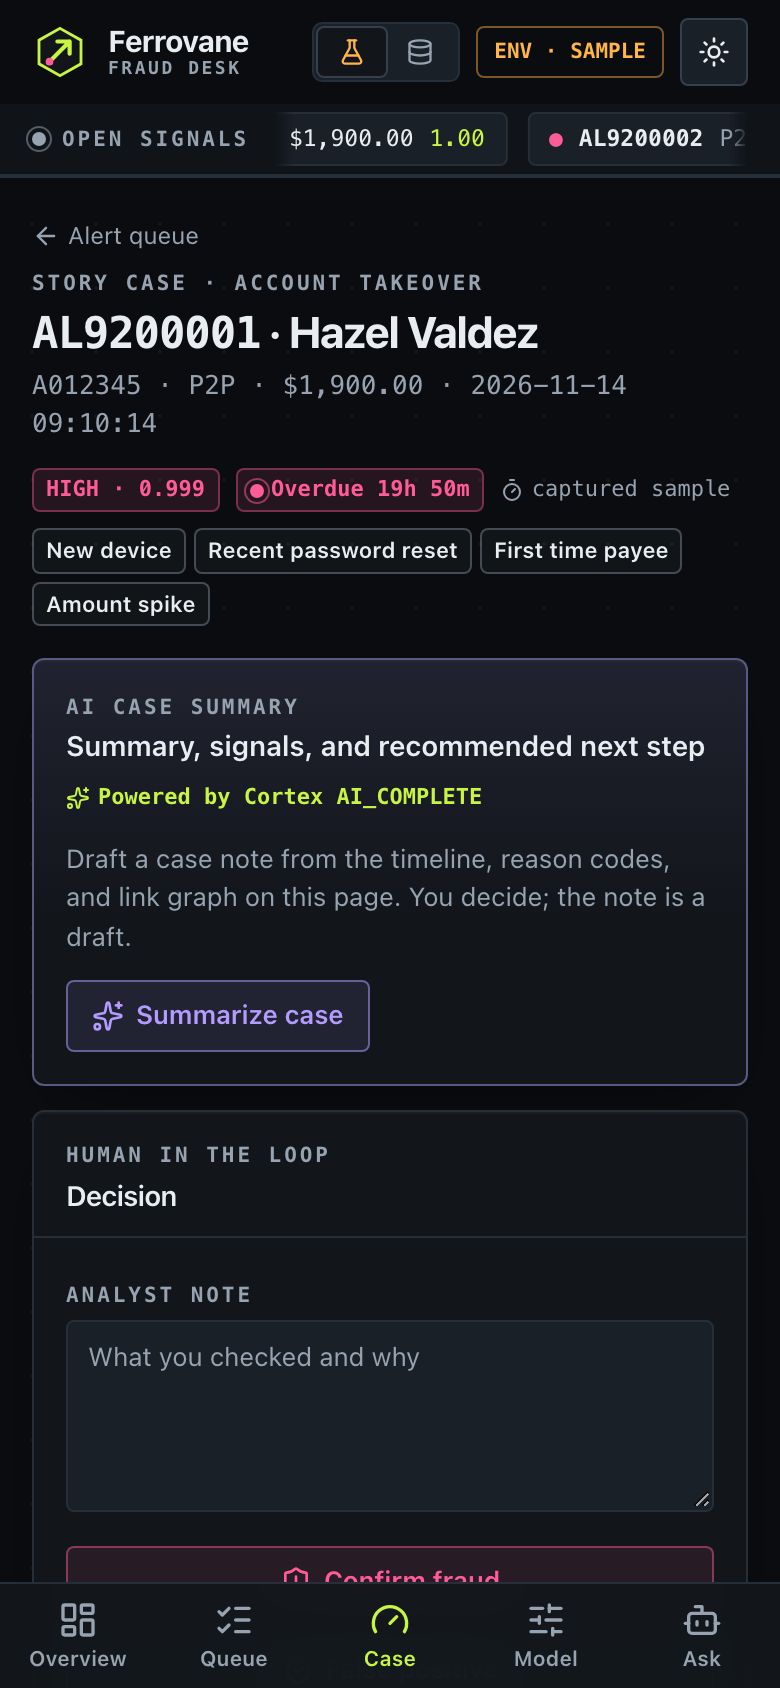 Ferrovane
FRAUD DESK
ENV · SAMPLE
OPEN SIGNALS
$1,900.00 1.00
AL9200002 P2
Alert queue
STORY CASE · ACCOUNT TAKEOVER
AL9200001 · Hazel Valdez
A012345 · P2P · $1,900.00 · 2026-11-14
09:10:14
HIGH · 0.999
Overdue 19h 50m
captured sample
New device
Recent password reset
First time payee
Amount spike
AI CASE SUMMARY
Summary, signals, and recommended next step
Powered by Cortex AI_COMPLETE
Draft a case note from the timeline, reason codes,
and link graph on this page. You decide; the note is a
draft.
Summarize case
HUMAN IN THE LOOP
Decision
ANALYST NOTE
What you checked and why
Confirm fraud
Overview
Queue
Case
Model
Ask